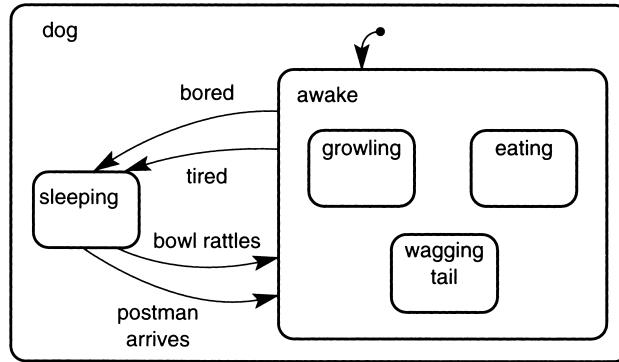 dog
bored
awake
growling
eating
tired
sleeping
bowl rattles
wagging
tail
postman
arrives